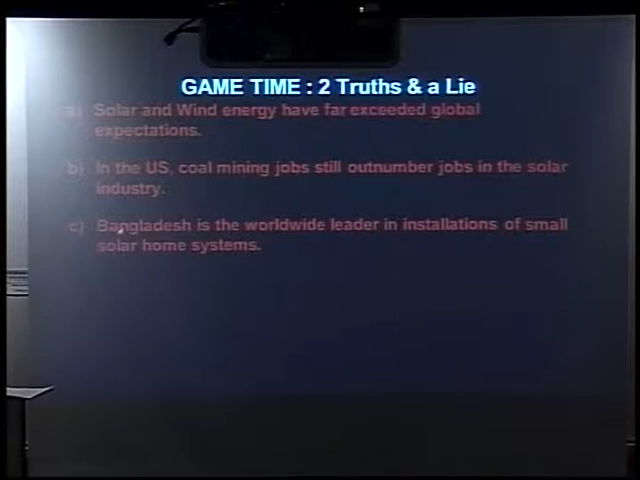 GAME TIME : 2 Truths & a Lie
a) Solar and Wind energy have far exceeded global
expectations.
b) In the US, coal mining jobs still outnumber jobs in the solar
industry.
c) Bangladesh is the worldwide leader in installations of small
solar home systems.